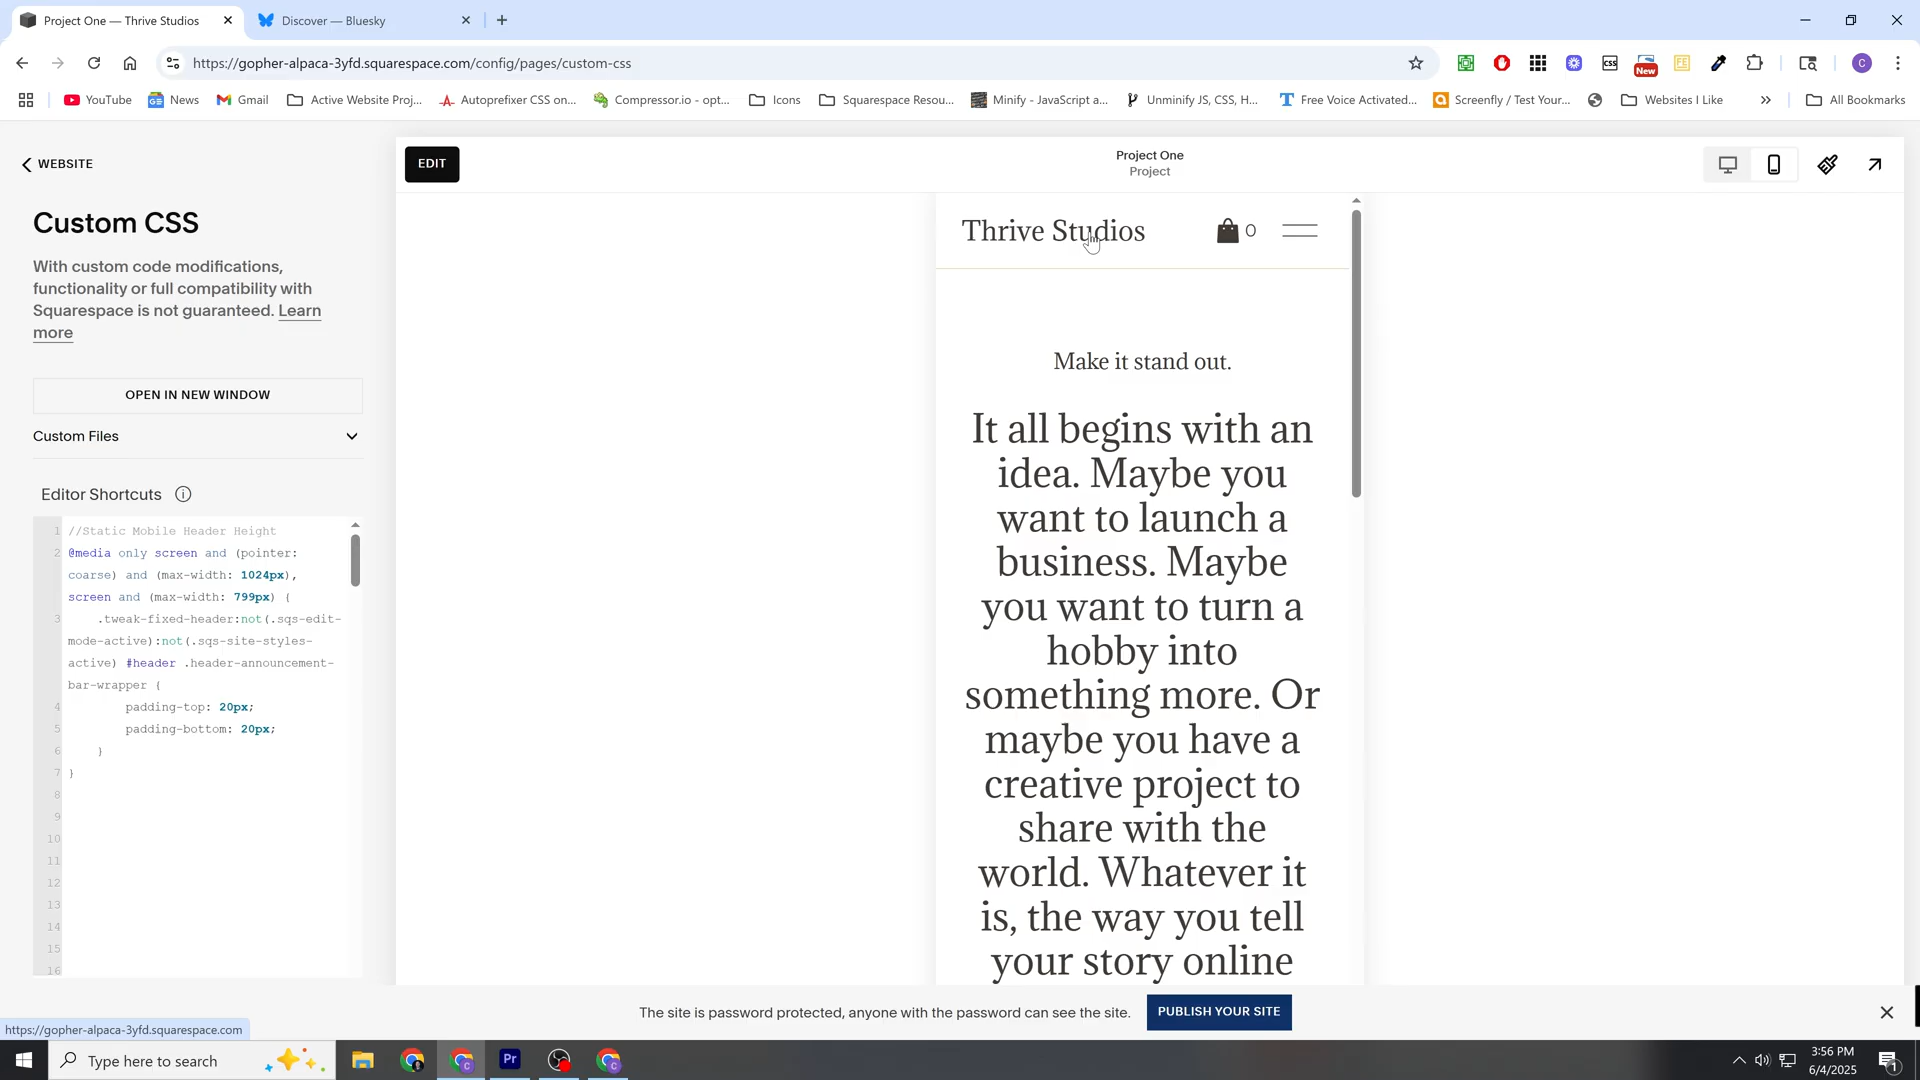 Project One — Thrive Studios
Discover — Bluesky
https://gopher-alpaca-3yfd.squarespace.com/config/pages/custom-css
New
CSS
FE
C
YouTube
News
Gmail
Active Website Proj...
Autoprefixer CSS on...
Compressor.io - opt...
Icons
Squarespace Resou...
Minify - JavaScript a...
Unminify JS, CSS, H...
Free Voice Activated...
Screenfly / Test Your...
Websites I Like
All Bookmarks
WEBSITE
Custom CSS
With custom code modifications,
functionality or full compatibility with
Squarespace is not guaranteed. Learn
more
OPEN IN NEW WINDOW
Custom Files
Editor Shortcuts
1 //Static Mobile Header Height
2 @media only screen and (pointer:
coarse) and (max-width: 1024px),
screen and (max-width: 799px) {
3 .tweak-fixed-header:not(.sqs-edit-
mode-active):not(.sqs-site-styles-
active) #header .header-announcement-
bar-wrapper {
4 padding-top: 20px;
5 padding-bottom: 20px;
6 }
7 }
8
9
10
11
12
13
14
15
16
EDIT
Project One
Project
Thrive Studios
0
Make it stand out.
It all begins with an
idea. Maybe you
want to launch a
business. Maybe
you want to turn a
hobby into
something more. Or
maybe you have a
creative project to
share with the
world. Whatever it
is, the way you tell
your story online
The site is password protected, anyone with the password can see the site.
PUBLISH YOUR SITE
https://gopher-alpaca-3yfd.squarespace.com
Type here to search
Pr
3:56 PM
6/4/2025
1